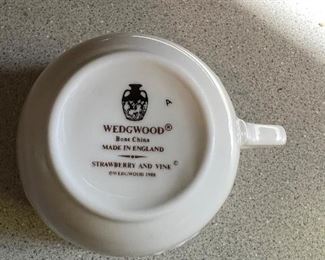 A
WEDGWOOD®
Bone China
MADE IN ENGLAND
STRAWBERRY AND VINE ©
©WEDGWOOD 1988